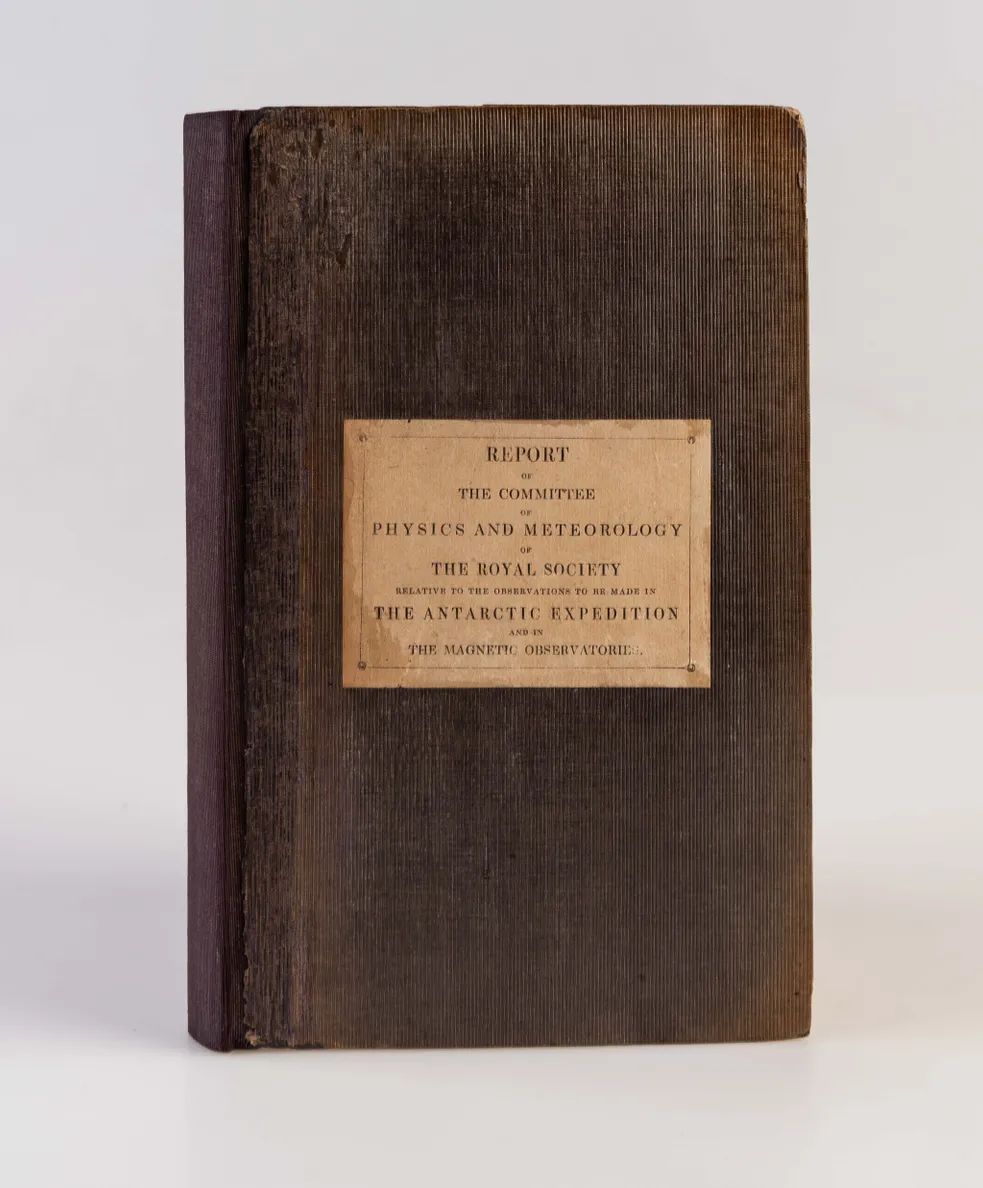 REPORT
OF
THE COMMITTEE
OF
PHYSICS AND METEOROLOGY
OF
THE ROYAL SOCIETY
RELATIVE TO THE OBSERVATIONS TO BE MADE IN
THE ANTARCTIC EXPEDITION
AND IN
THE MAGNETIC OBSERVATORIES.